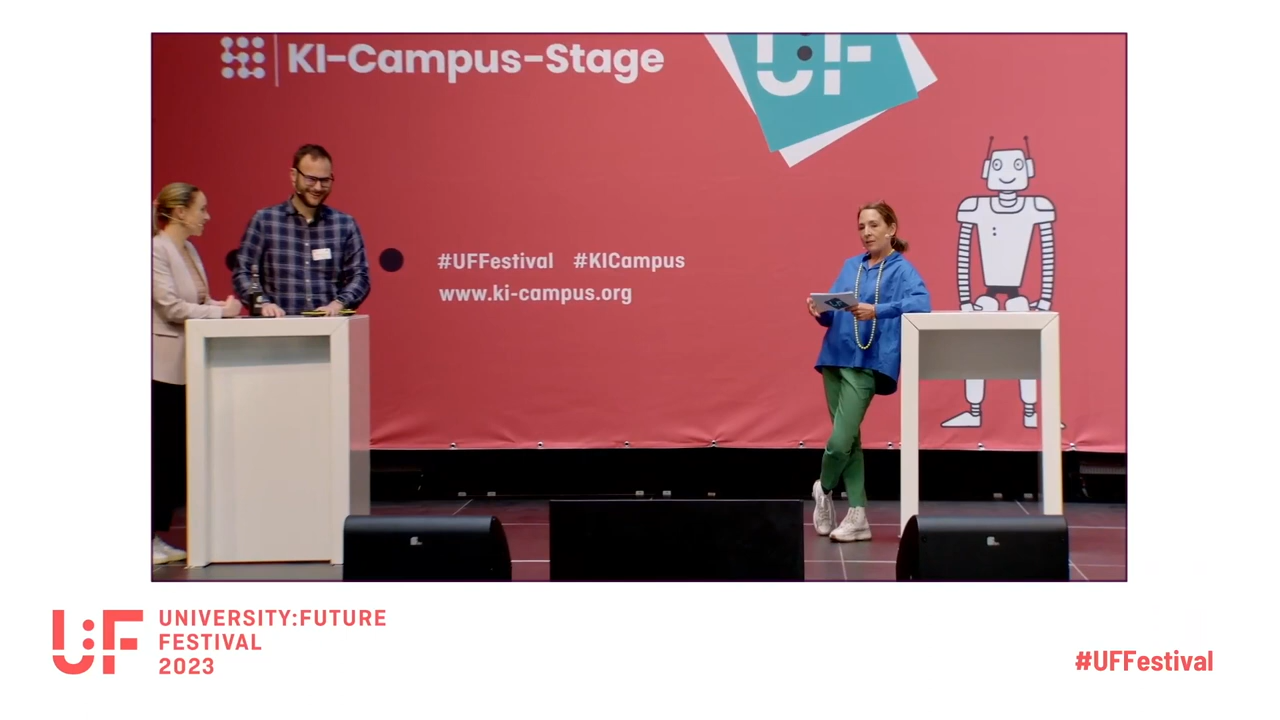 KI-Campus-Stage
U:F
#UFFestival #KICampus
www.ki-campus.org
U:F UNIVERSITY:FUTURE
FESTIVAL
2023
#UFFestival